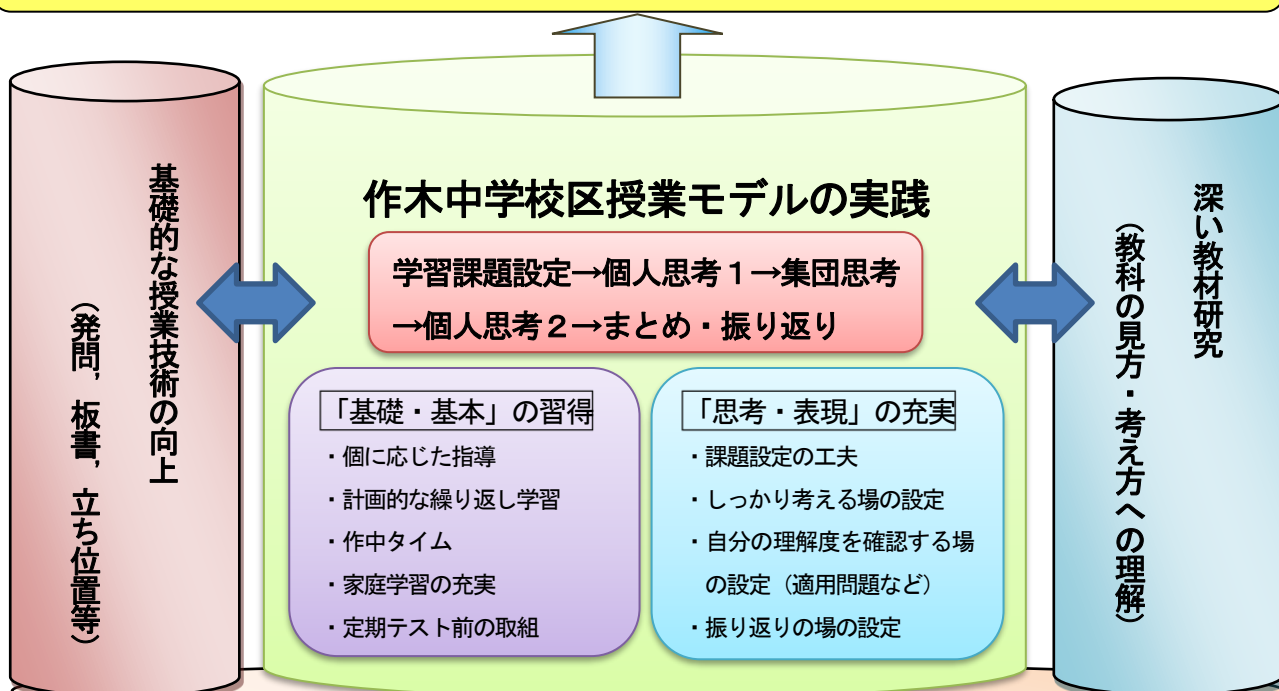 作木中学校区授業モデルの実践
学習課題設定→個人思考1→集団思考
→個人思考2→まとめ・振り返り
「基礎・基本」の習得
・個に応じた指導
・計画的な繰り返し学習
・作中タイム
・家庭学習の充実
・定期テスト前の取組
「思考・表現」の充実
・課題設定の工夫
・しっかり考える場の設定
・自分の理解度を確認する場
の設定(適用問題など)
・振り返りの場の設定
基礎的な授業技術の向上
(発問,板書,立ち位置等)
深い教材研究
(教科の見方・考え方への理解)